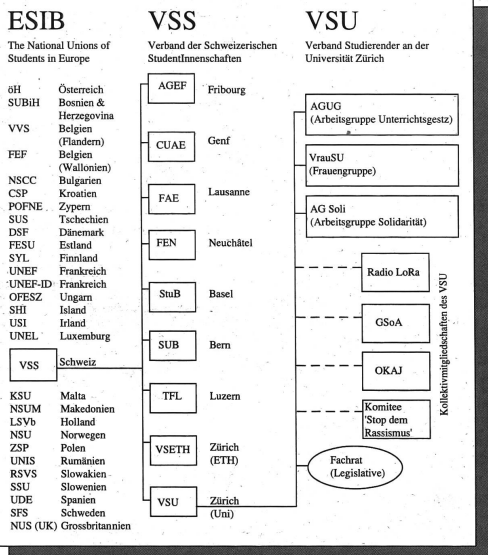 ESIB
The National Unions of
Students in Europe
öH Österreich
SUBiH Bosnien &
Herzegovina
VVS Belgien
(Flandern)
FEF Belgien
(Wallonien)
NSCC Bulgarien
CSP Kroatien
POFNE Zypern
SUS Tschechien
DSF Dänemark
FESU Estland
SYL Finnland
UNEF Frankreich
UNEF-ID Frankreich
OFESZ Ungarn
SHI Island
USI Irland
UNEL Luxemburg
VSS Schweiz
KSU Malta
NSUM Makedonien
LSVb Holland
NSU Norwegen
ZSP Polen
UNIS Rumänien
RSVS Slowakien
SSU Slowenien
UDE Spanien
SFS Schweden
NUS (UK) Grossbritannien
VSS
Verband der Schweizerischen
StudentInnenschaften
AGEF Fribourg
CUAE Genf
FAE Lausanne
FEN Neuchâtel
StuB Basel
SUB Bern
TFL Luzern
VSETH Zürich
(ETH)
VSU Zürich
(Uni)
VSU
Verband Studierender an der
Universität Zürich
AGUG
(Arbeitsgruppe Unterrichtsgestz)
VrauSU
(Frauengruppe)
AG Soli
(Arbeitsgruppe Solidarität)
Radio LoRa
GSoA
OKAJ
Komitee
'Stop dem
Rassismus'
Kollektivmitgliedschaften des VSU
Fachrat
(Legislative)